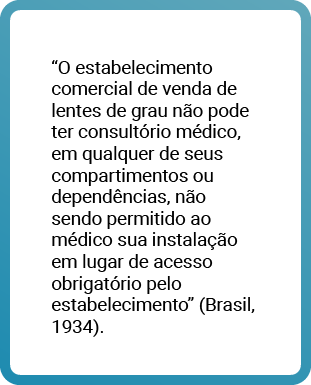 “O estabelecimento
comercial de venda de
lentes de grau não pode
ter consultório médico,
em qualquer de seus
compartimentos ou
dependências, não
sendo permitido ao
médico sua instalação
em lugar de acesso
obrigatório pelo
estabelecimento” (Brasil,
1934).